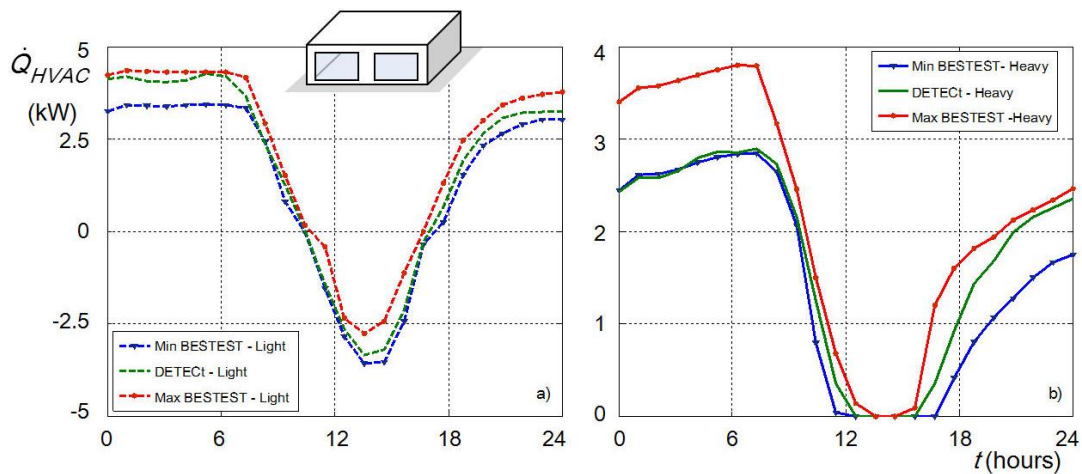 Q̇HVAC
(kW)
5
2.5
0
-2.5
-5
0
6
12
18
24
Min BESTEST - Light
DETECt - Light
Max BESTEST - Light
a)
4
3
2
1
0
0
6
12
18
24
Min BESTEST- Heavy
DETECt - Heavy
Max BESTEST -Heavy
b)
t (hours)